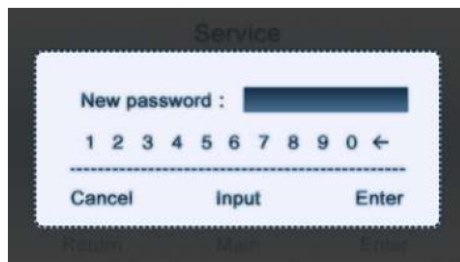 Service
New password :
1 2 3 4 5 6 7 8 9 0 ←
Cancel Input Enter
Return Main Enter